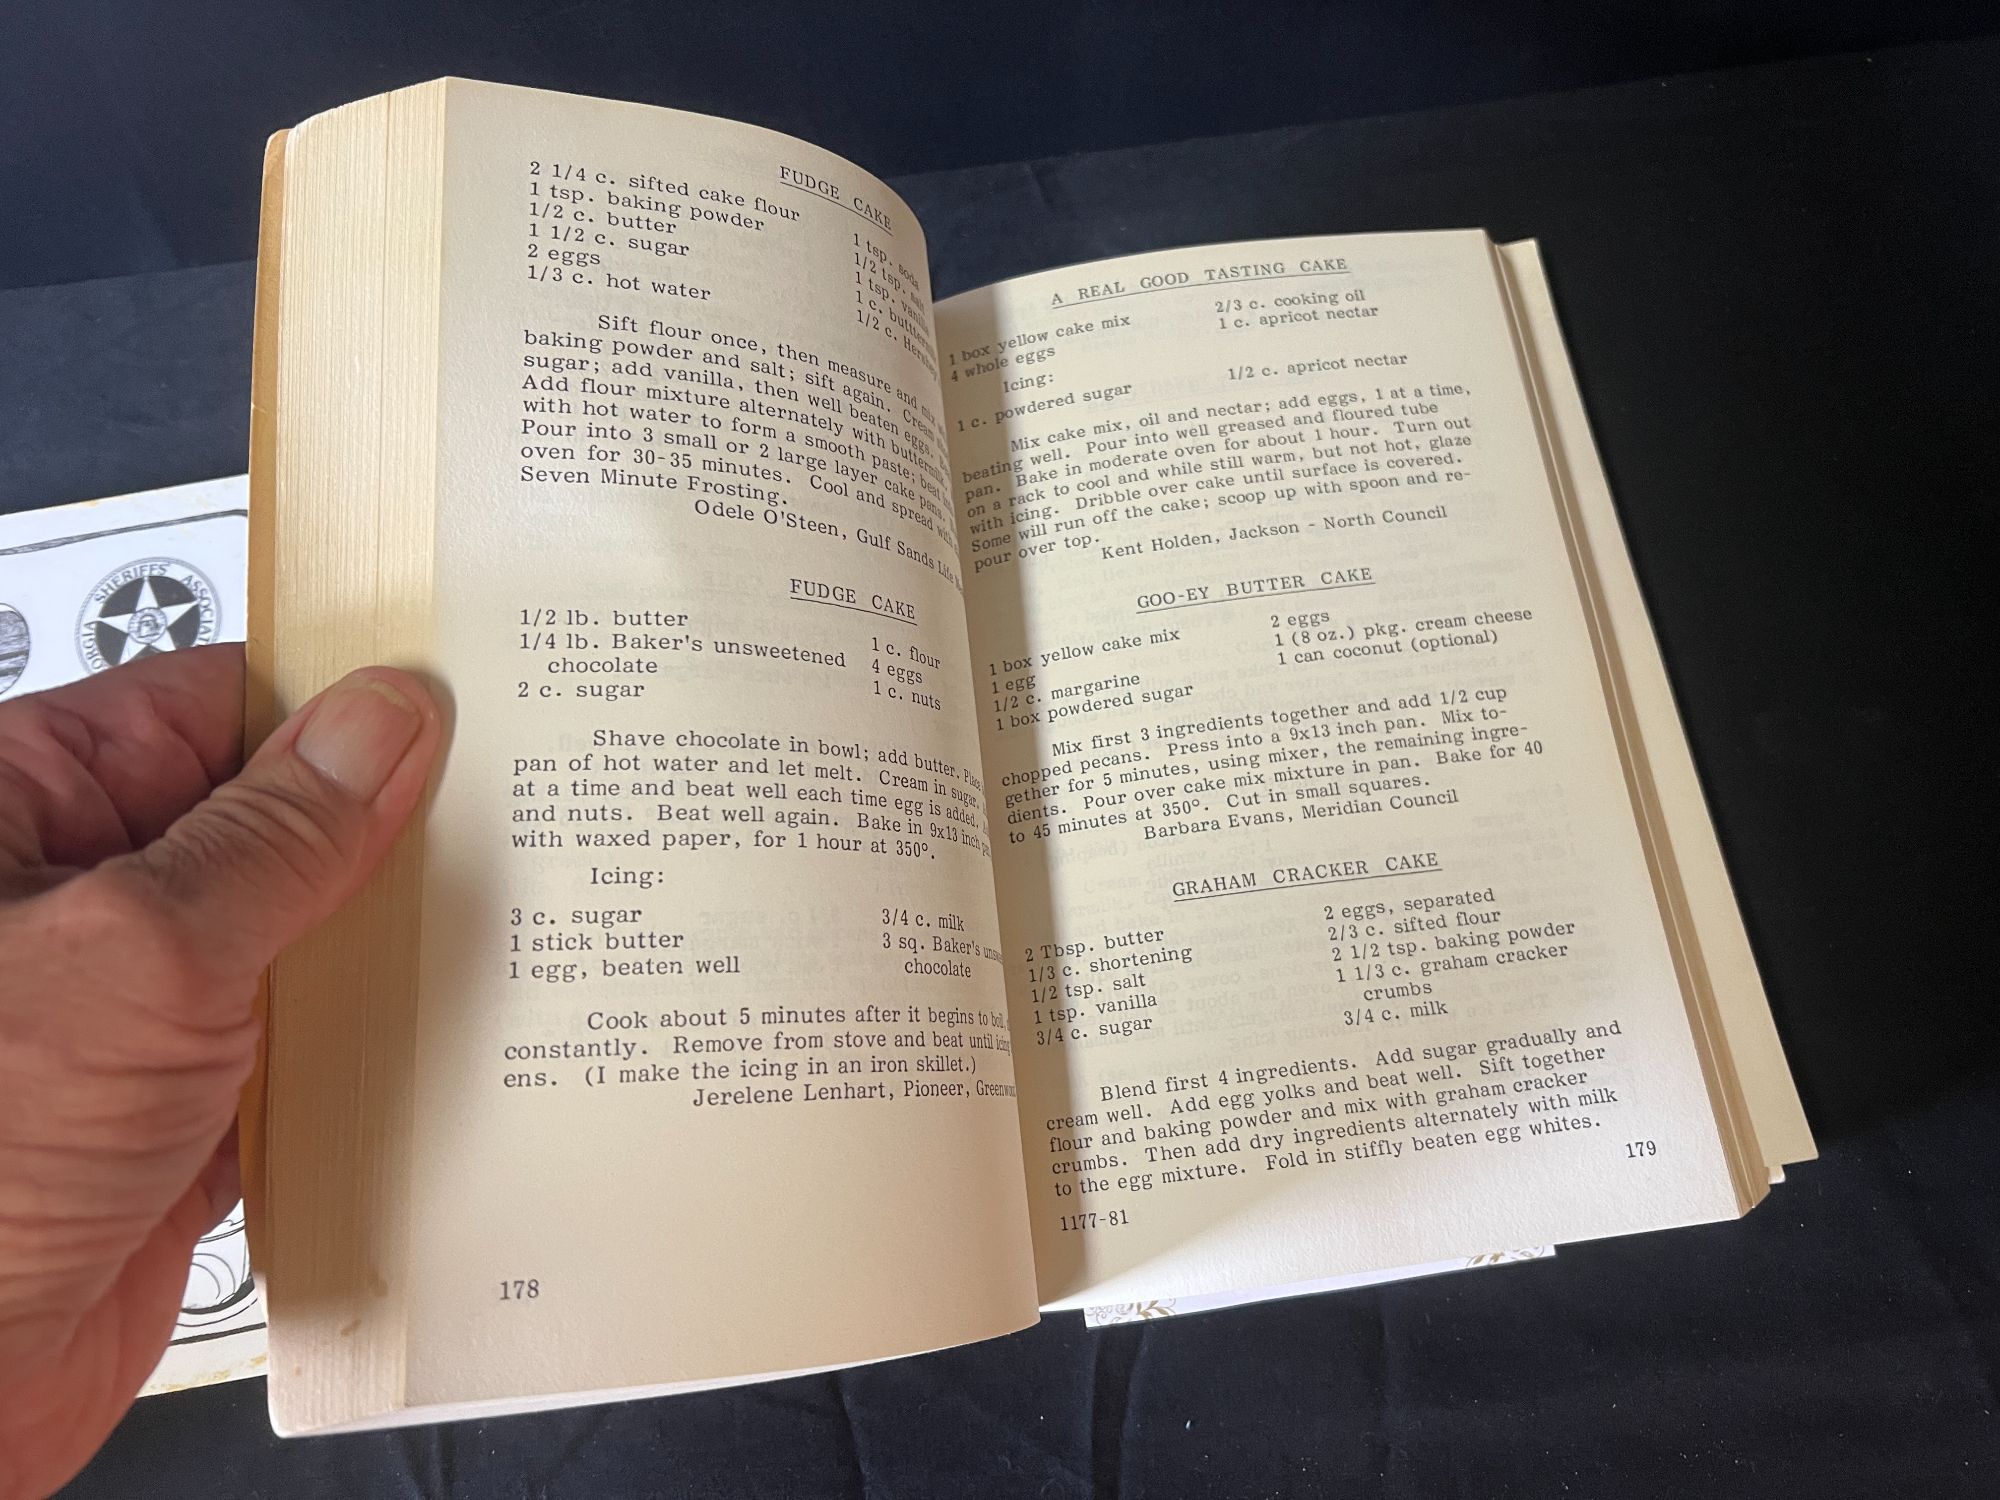 FUDGE CAKE
2 1/4 c. sifted cake flour
1 tsp. baking powder
1/2 c. butter
1 1/2 c. sugar
2 eggs
1/3 c. hot water
1 tsp. soda
1/2 tsp. salt
1 tsp. vanilla
1 c.
1/2 c.
Sift flour once, then measure and
baking powder and salt; sift again. Cream
sugar; add vanilla, then well beaten eggs.
Add flour mixture alternately with buttermilk
with hot water to form a smooth paste; beat
Pour into 3 small or 2 large layer cake pans.
oven for 30-35 minutes. Cool and spread with
Seven Minute Frosting.
Odele O'Steen, Gulf Sands Life
FUDGE CAKE
1/2 lb. butter
1/4 lb. Baker's unsweetened
chocolate
2 c. sugar
1 c. flour
4 eggs
1 c. nuts
Shave chocolate in bowl; add butter. Place
pan of hot water and let melt. Cream in sugar.
at a time and beat well each time egg is added.
and nuts. Beat well again. Bake in 9x13 inch
with waxed paper, for 1 hour at 350°.
Icing:
3 c. sugar
1 stick butter
1 egg, beaten well
3/4 c. milk
3 sq. Baker's
chocolate
Cook about 5 minutes after it begins to boil,
constantly. Remove from stove and beat until
ens. (I make the icing in an iron skillet.)
Jerelene Lenhart, Pioneer,
178
A REAL GOOD TASTING CAKE
1 box yellow cake mix
4 whole eggs
2/3 c. cooking oil
1 c. apricot nectar
Icing:
1 c. powdered sugar
1/2 c. apricot nectar
Mix cake mix, oil and nectar; add eggs, 1 at a time,
beating well. Pour into well greased and floured tube
pan. Bake in moderate oven for about 1 hour. Turn out
on a rack to cool and while still warm, but not hot, glaze
with icing. Dribble over cake until surface is covered.
Some will run off the cake; scoop up with spoon and re-
pour over top.
Kent Holden, Jackson - North Council
GOO-EY BUTTER CAKE
1 box yellow cake mix
1 egg
1/2 c. margarine
1 box powdered sugar
2 eggs
1 (8 oz.) pkg. cream cheese
1 can coconut (optional)
Mix first 3 ingredients together and add 1/2 cup
chopped pecans. Press into a 9x13 inch pan. Mix to-
gether for 5 minutes, using mixer, the remaining ingre-
dients. Pour over cake mix mixture in pan. Bake for 40
to 45 minutes at 350°. Cut in small squares.
Barbara Evans, Meridian Council
GRAHAM CRACKER CAKE
2 Tbsp. butter
1/3 c. shortening
1/2 tsp. salt
1 tsp. vanilla
3/4 c. sugar
2 eggs, separated
2/3 c. sifted flour
2 1/2 tsp. baking powder
1 1/3 c. graham cracker
crumbs
3/4 c. milk
Blend first 4 ingredients. Add sugar gradually and
cream well. Add egg yolks and beat well. Sift together
flour and baking powder and mix with graham cracker
crumbs. Then add dry ingredients alternately with milk
to the egg mixture. Fold in stiffly beaten egg whites.
179
1177-81
SHERIFFS'